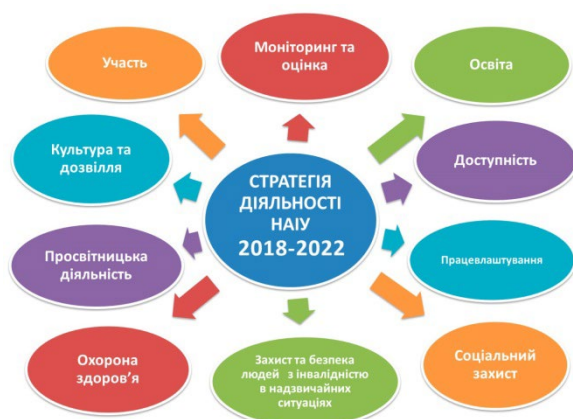 Моніторинг та
оцінка
Участь
Освіта
Культура та
дозвілля
Доступність
СТРАТЕГІЯ
ДІЯЛЬНОСТІ
НАІУ
2018-2022
Просвітницька
діяльність
Працевлаштування
Охорона
здоров’я
Захист та безпека
людей з інвалідністю
в надзвичайних
ситуаціях
Соціальний
захист